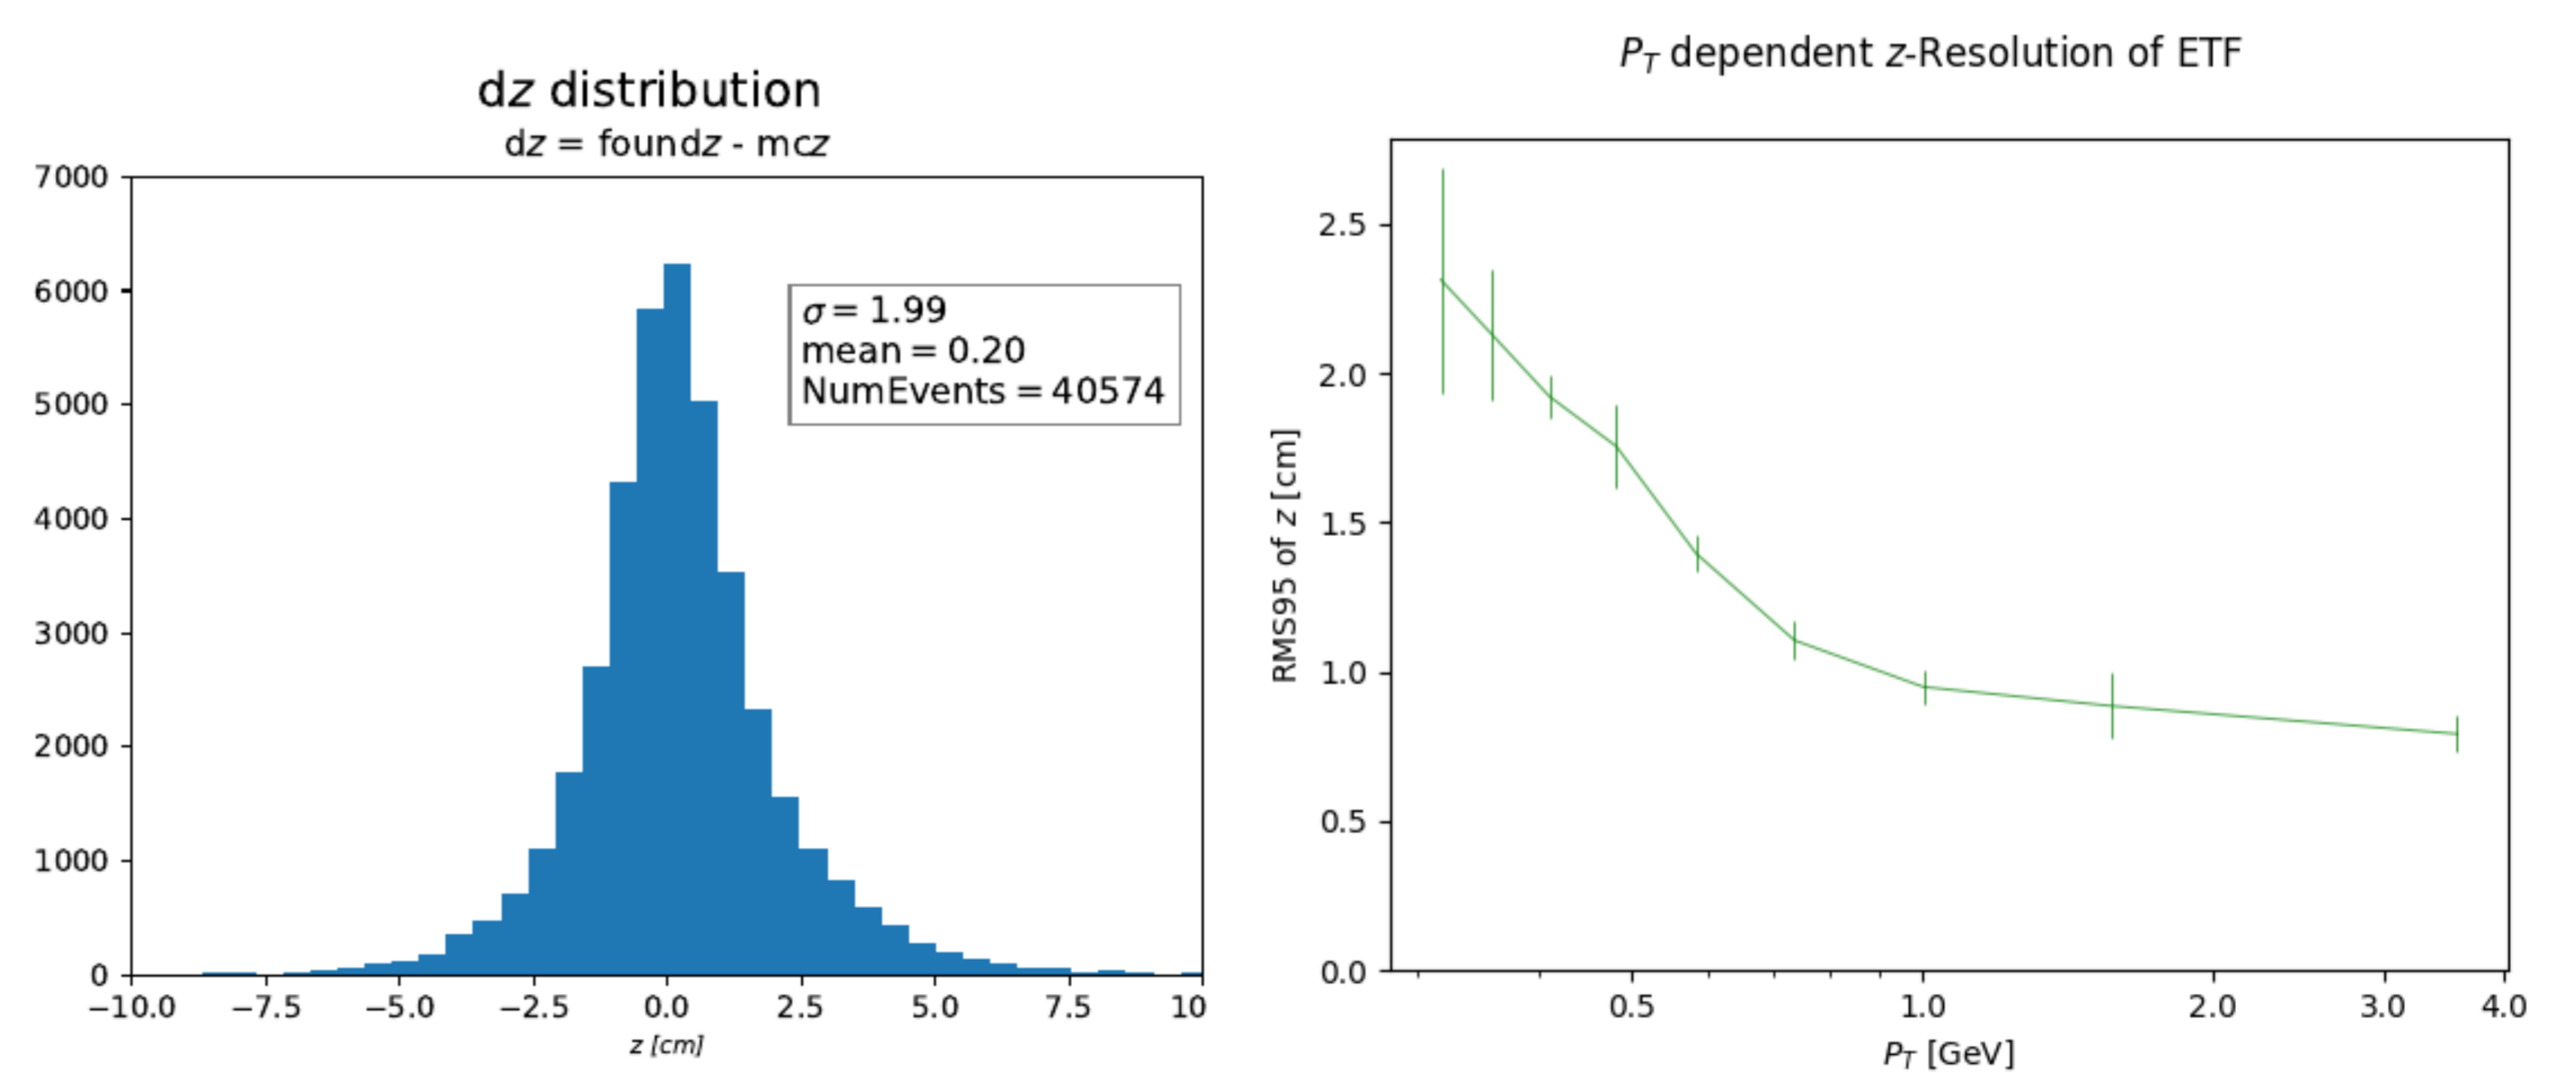 dz distribution
dz = foundz - mcz
7000
6000
5000
4000
3000
2000
1000
0
σ = 1.99
mean = 0.20
NumEvents = 40574
−10.0 −7.5 −5.0 −2.5 0.0 2.5 5.0 7.5 10
z [cm]
P_T dependent z-Resolution of ETF
RMS95 of z [cm]
2.5
2.0
1.5
1.0
0.5
0.0
0.5 1.0 2.0 3.0 4.0
P_T [GeV]